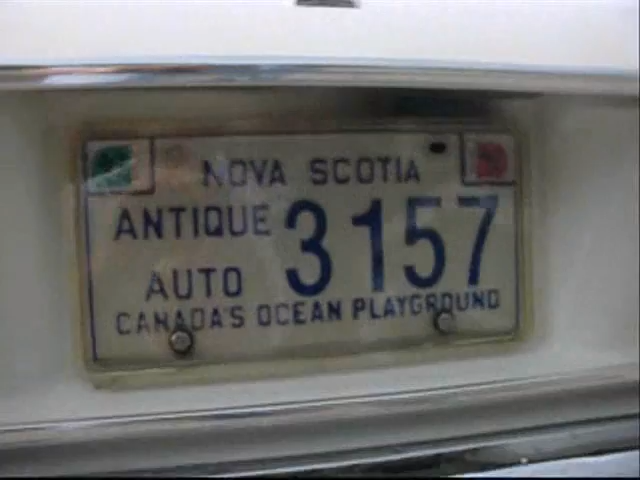 NOVA SCOTIA
ANTIQUE 3157
AUTO
CANADA'S OCEAN PLAYGROUND